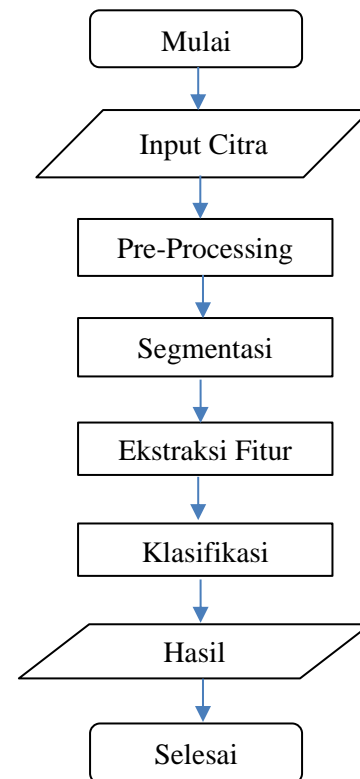 Mulai
Input Citra
Pre-Processing
Segmentasi
Ekstraksi Fitur
Klasifikasi
Hasil
Selesai